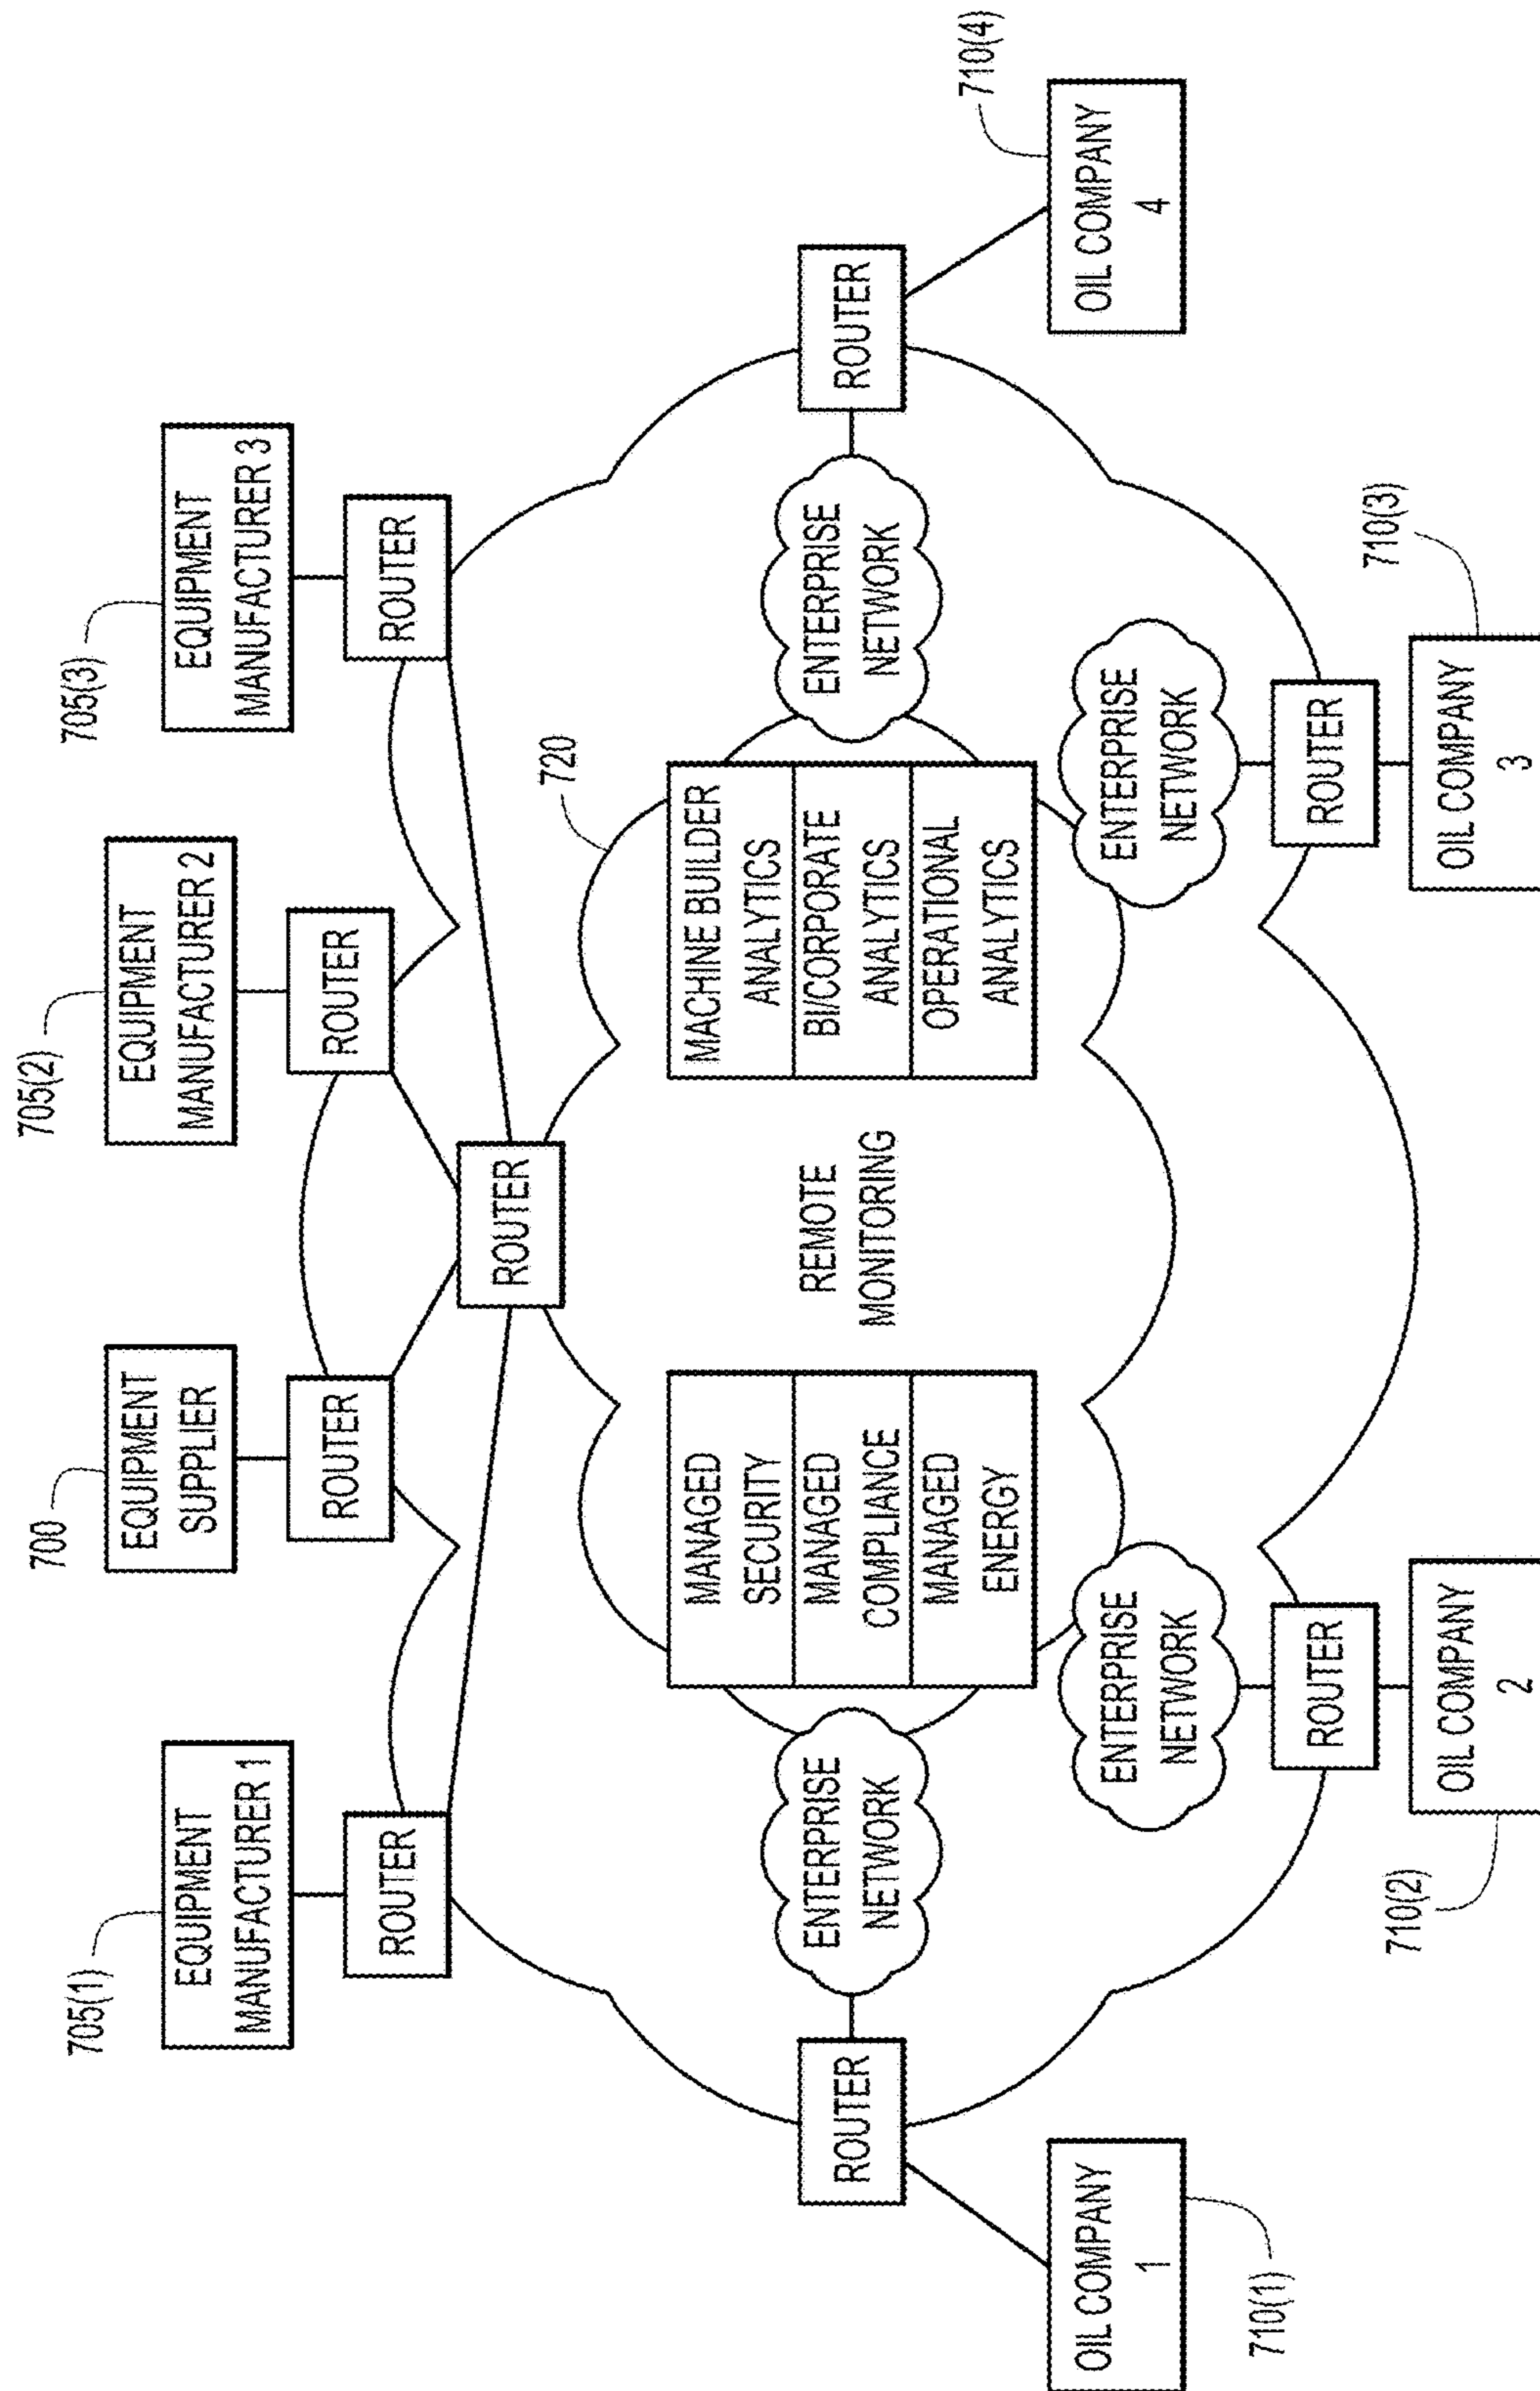 705(1)
EQUIPMENT
MANUFACTURER 1
ROUTER
700
EQUIPMENT
SUPPLIER
ROUTER
705(2)
EQUIPMENT
MANUFACTURER 2
ROUTER
705(3)
EQUIPMENT
MANUFACTURER 3
ROUTER
ROUTER
720
MANAGED
SECURITY
MANAGED
COMPLIANCE
MANAGED
ENERGY
REMOTE
MONITORING
MACHINE BUILDER
ANALYTICS
BI/CORPORATE
ANALYTICS
OPERATIONAL
ANALYTICS
ROUTER
ENTERPRISE
NETWORK
ENTERPRISE
NETWORK
ROUTER
ENTERPRISE
NETWORK
ENTERPRISE
NETWORK
OIL COMPANY
1
710(1)
OIL COMPANY
4
710(4)
ROUTER
ROUTER
OIL COMPANY
2
710(2)
OIL COMPANY
3
710(3)